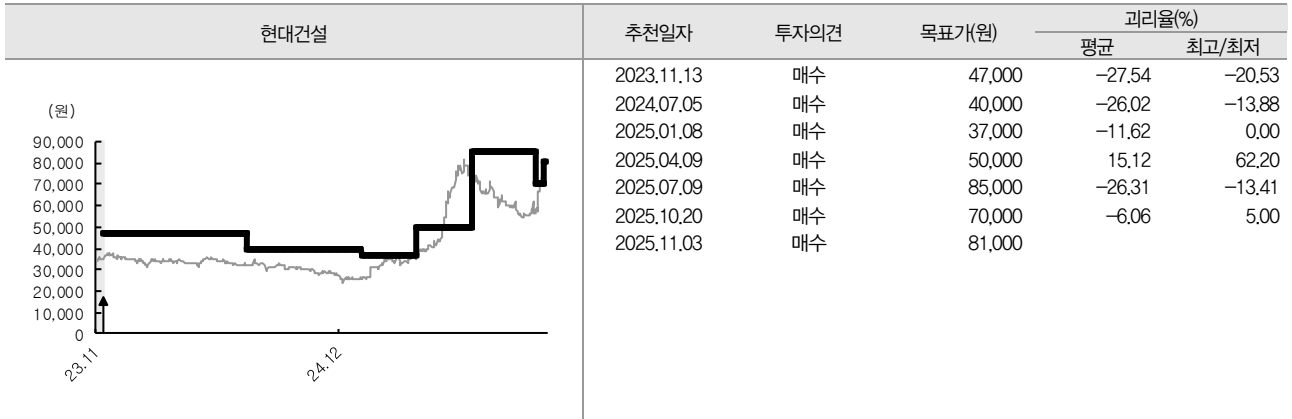 현대건설
추천일자 투자의견 목표가(원) 괴리율(%)
평균 최고/최저
2023.11.13 매수 47,000 -27.54 -20.53
2024.07.05 매수 40,000 -26.02 -13.88
2025.01.08 매수 37,000 -11.62 0.00
2025.04.09 매수 50,000 15.12 62.20
2025.07.09 매수 85,000 -26.31 -13.41
2025.10.20 매수 70,000 -6.06 5.00
2025.11.03 매수 81,000
(원)
90,000
80,000
70,000
60,000
50,000
40,000
30,000
20,000
10,000
0
23.11
24.12